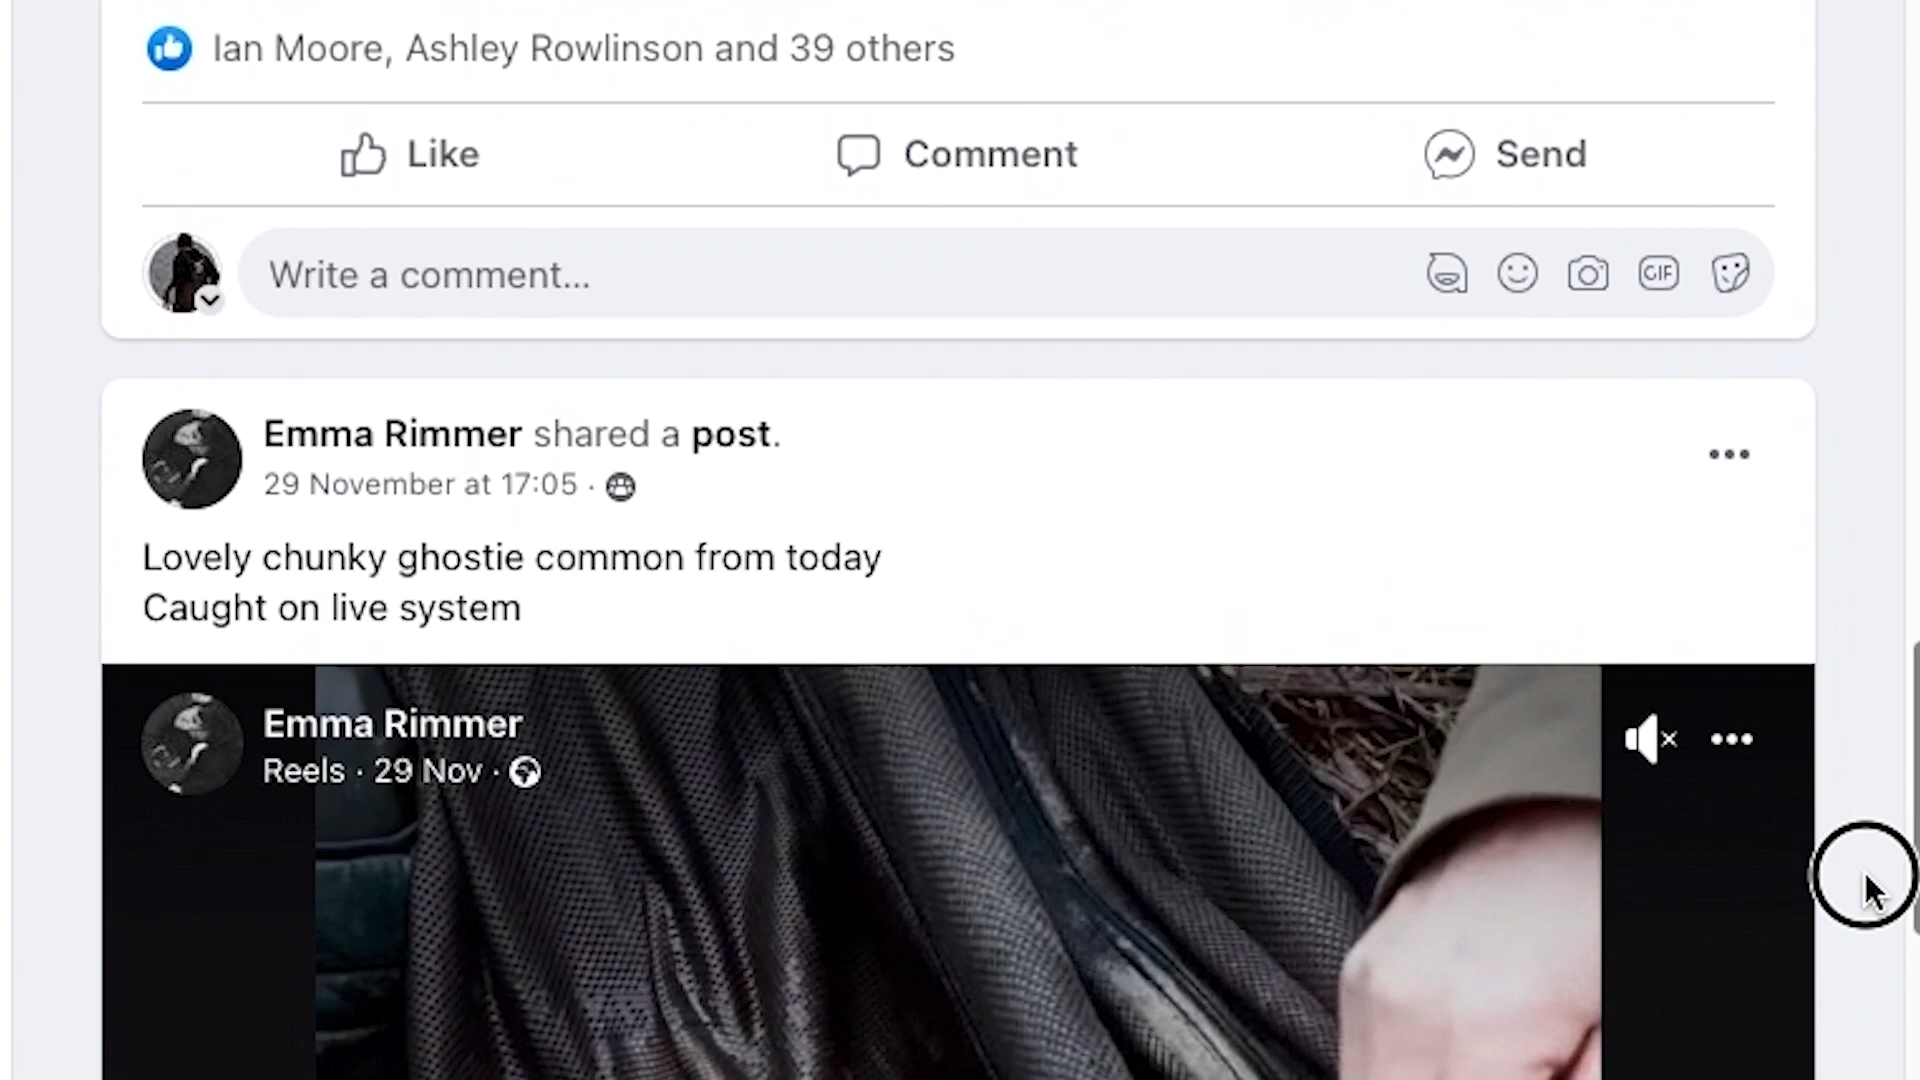 Ian Moore, Ashley Rowlinson and 39 others
Like
Comment
Send
Write a comment...
GIF
Emma Rimmer shared a post.
29 November at 17:05 ·
Lovely chunky ghostie common from today
Caught on live system
Emma Rimmer
Reels · 29 Nov ·